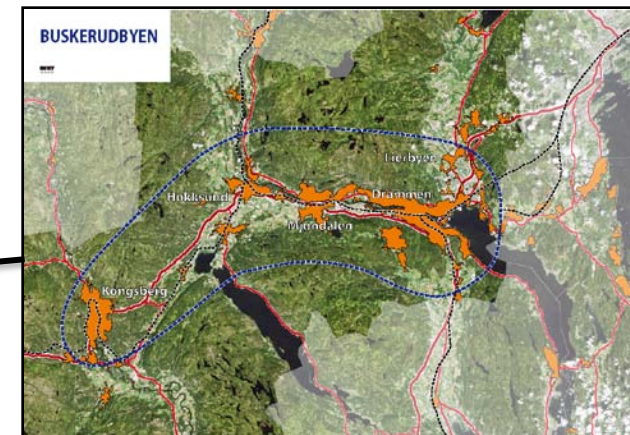 BUSKERUDBYEN
Lierbyen
Hokksund
Drammen
Mjøndalen
Kongsberg